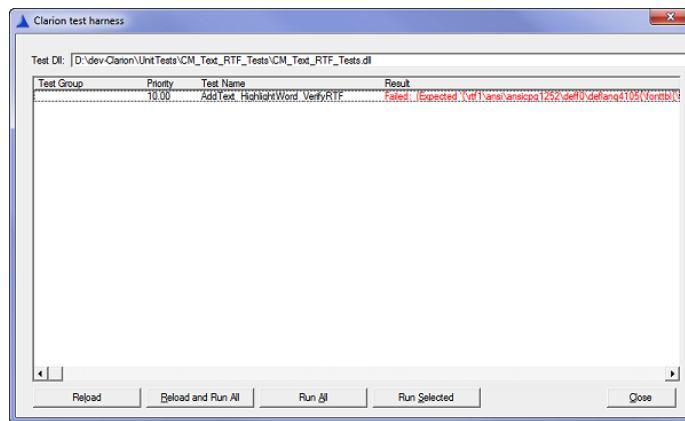 Clarion test harness
Test Dll: D:\dev-Clarion\UnitTests\CM_Text_RTF_Tests\CM_Text_RTF_Tests.dll
Test Group Priority Test Name Result
10.00 AddText_HighlightWord_VerifyRTF Failed: (Expected '{\rtf1\ansi\ansicpg1252\deff0\deflang4105{\fonttbl{\
Reload Reload and Run All Run All Run Selected Close